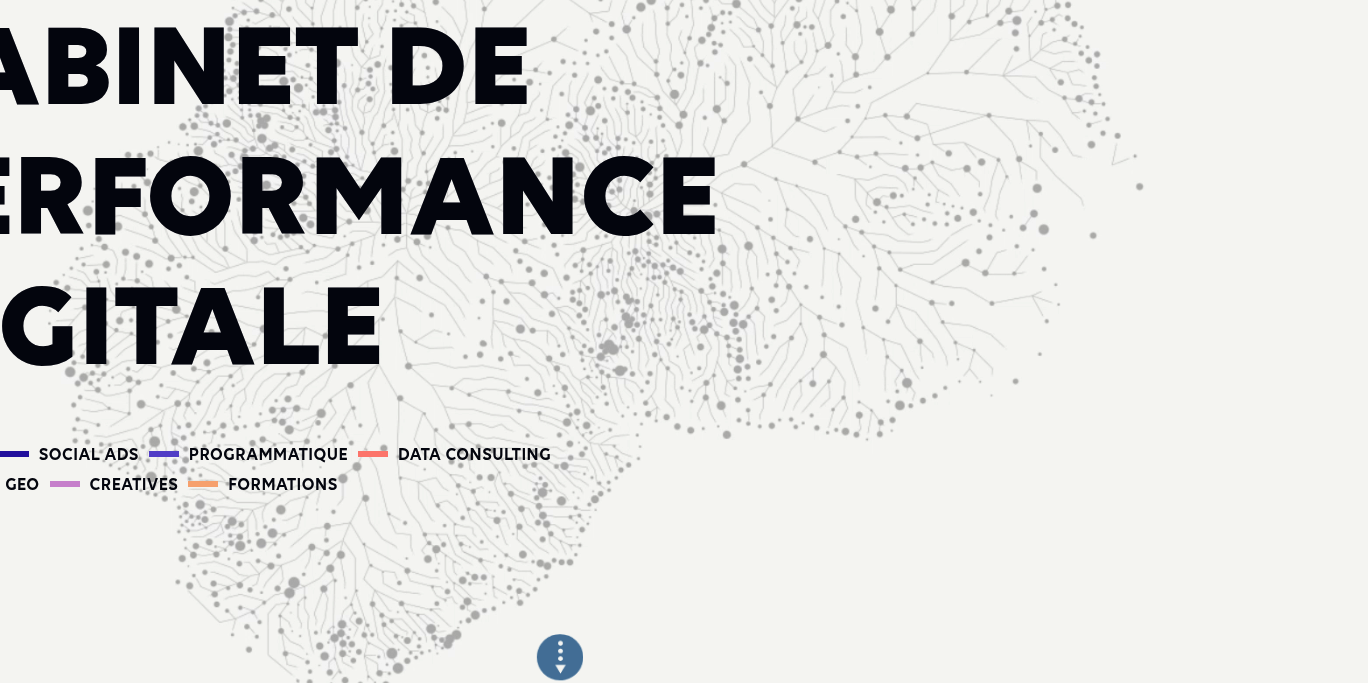 ABINET DE
ERFORMANCE
GITALE
SOCIAL ADS PROGRAMMATIQUE DATA CONSULTING
GEO CREATIVES FORMATIONS